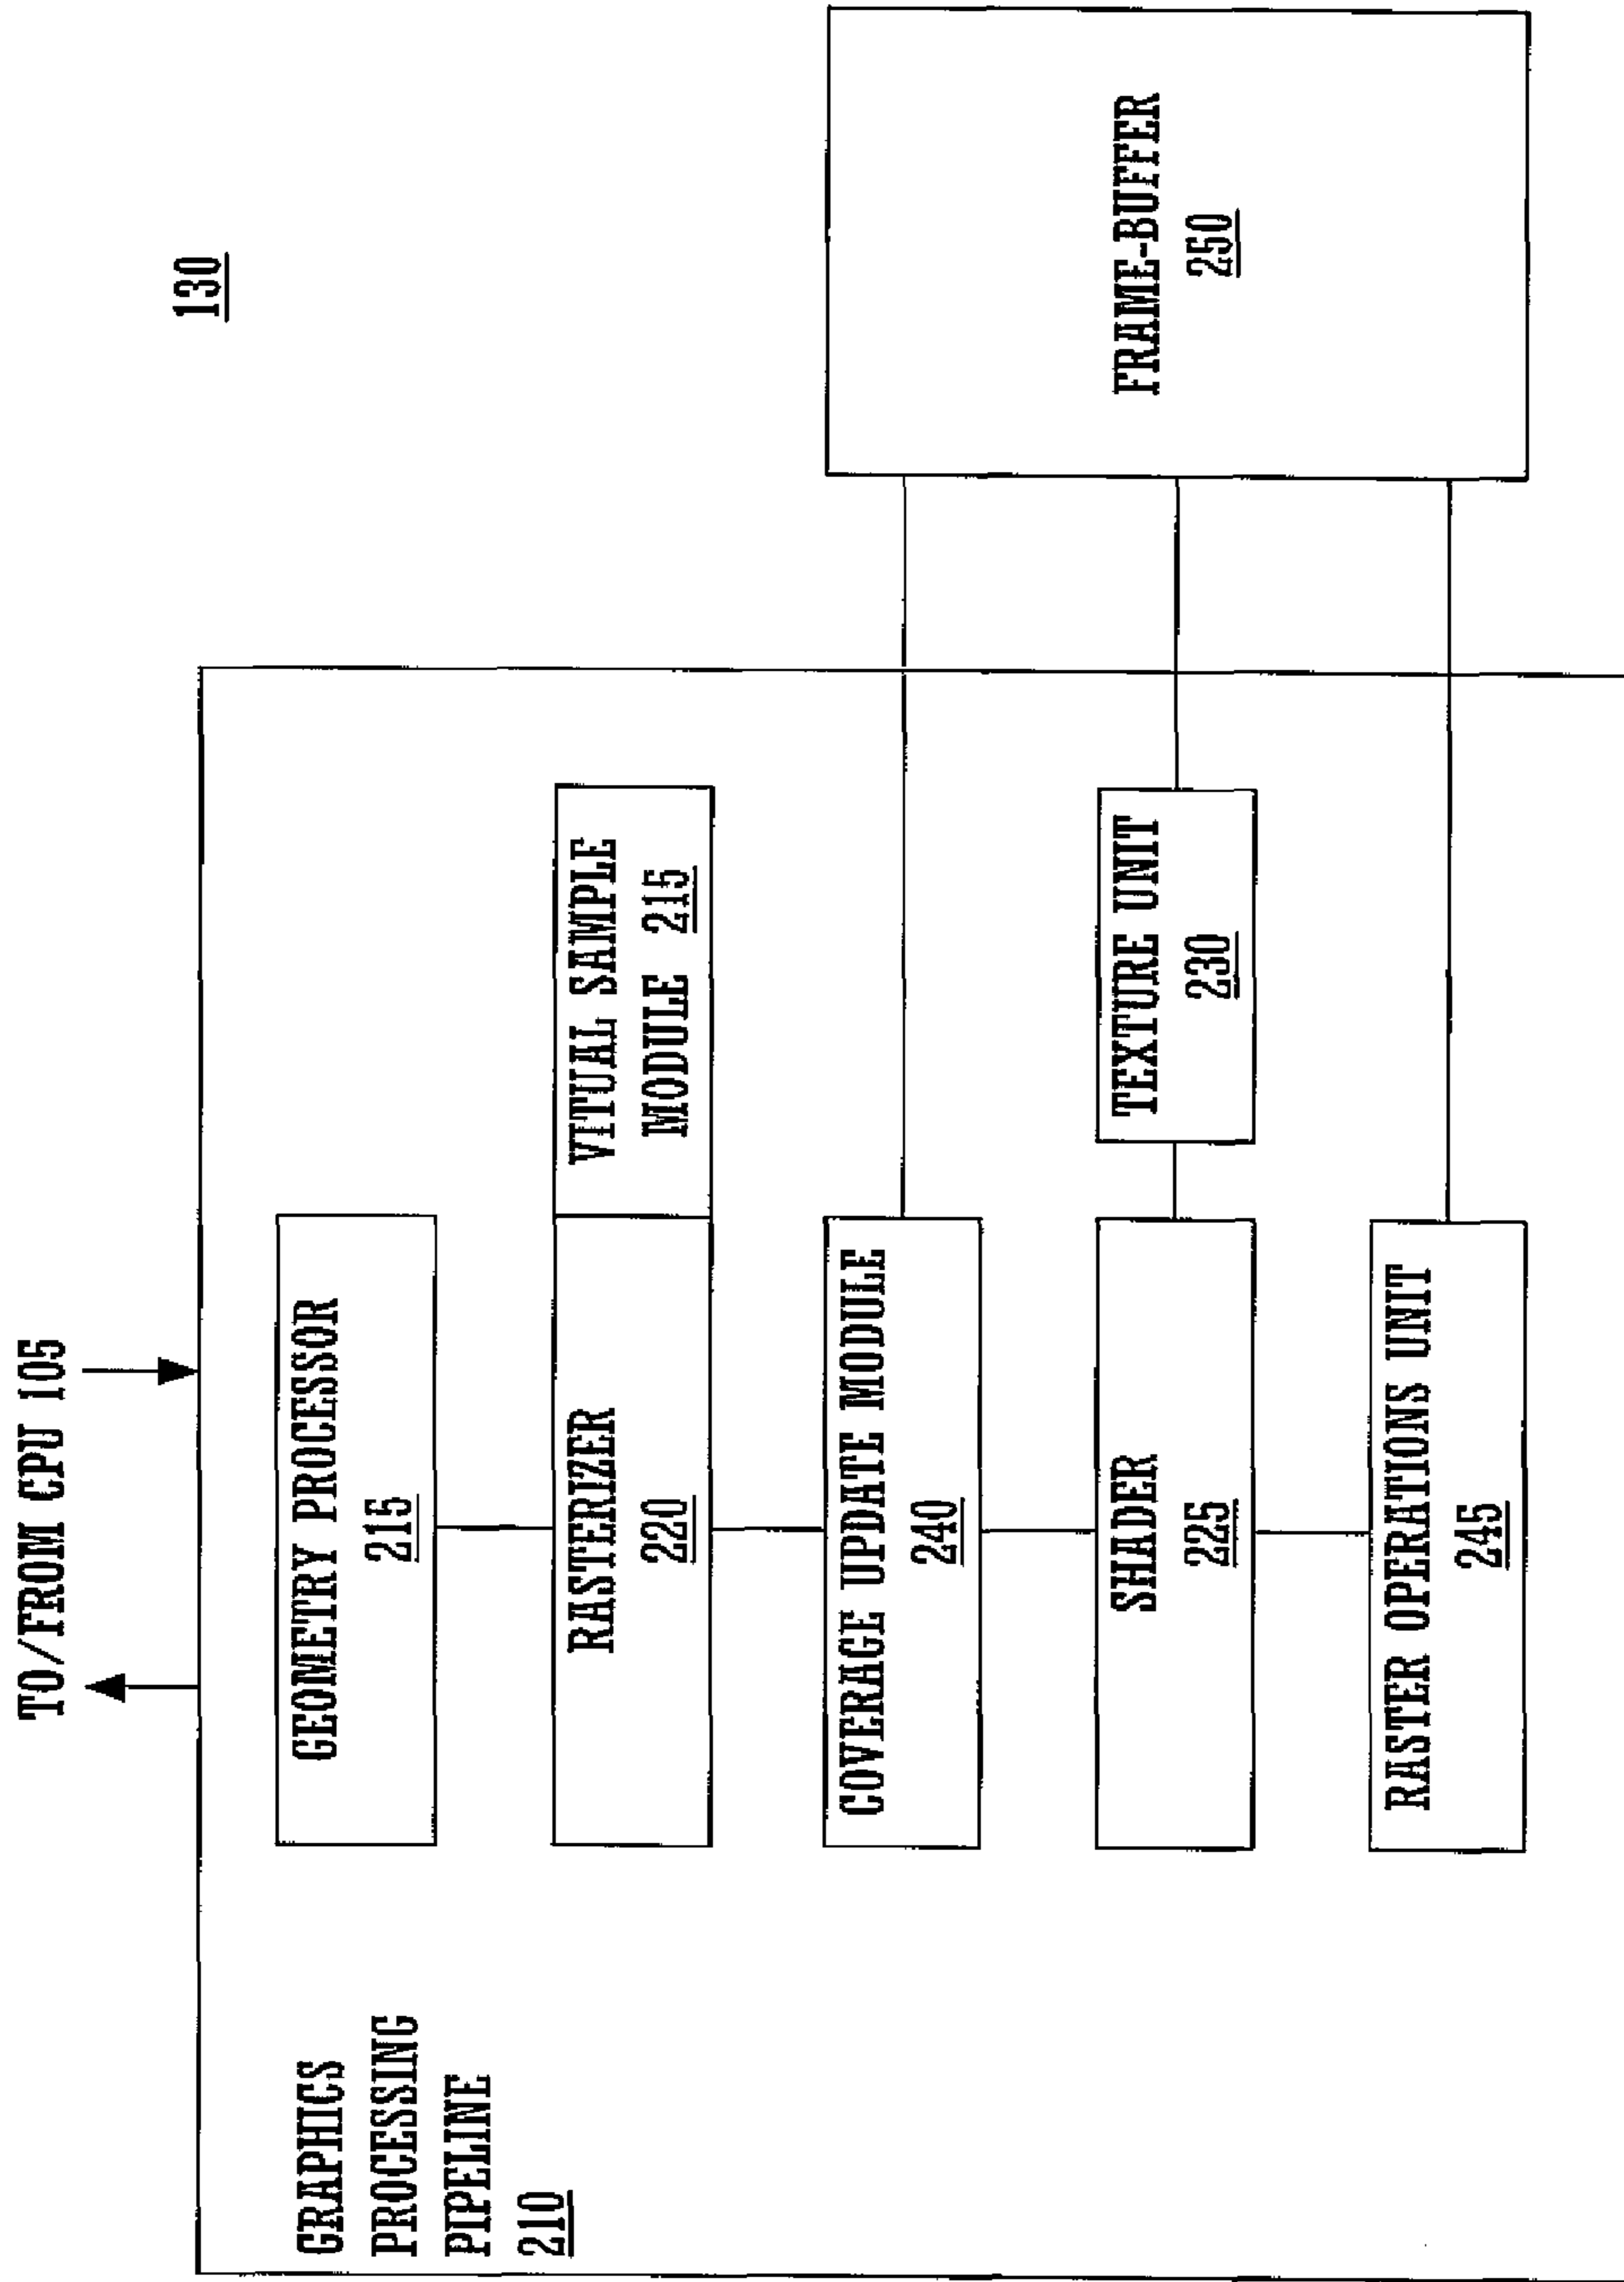 TO/FROM CPU 105
130
GRAPHICS
PROCESSING
PIPELINE
210
GEOMETRY PROCESSOR
215
RASTERIZER
220
VITUAL SAMPLE
MODULE 215
COVERAGE UPDATE MODULE
240
SHADER
225
TEXTURE UNIT
230
RASTER OPERATIONS UNIT
245
FRAME-BUFFER
250